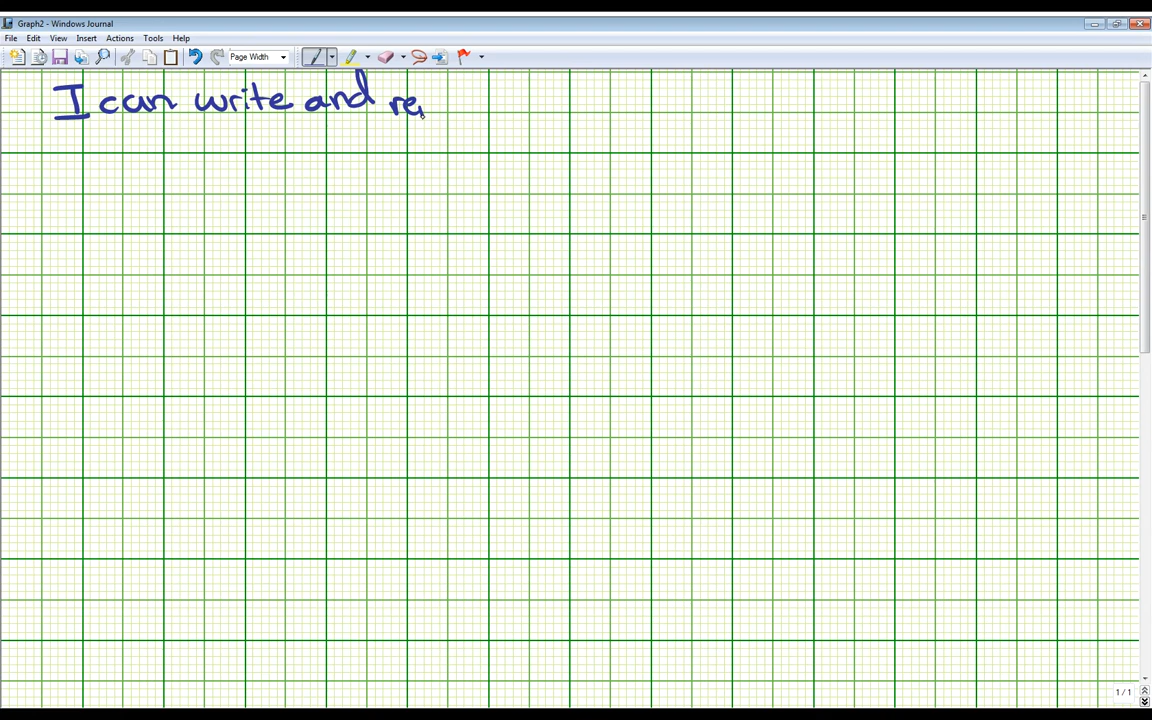 Graph2 - Windows Journal
File Edit View Insert Actions Tools Help
Page Width
I can write and re
1 / 1